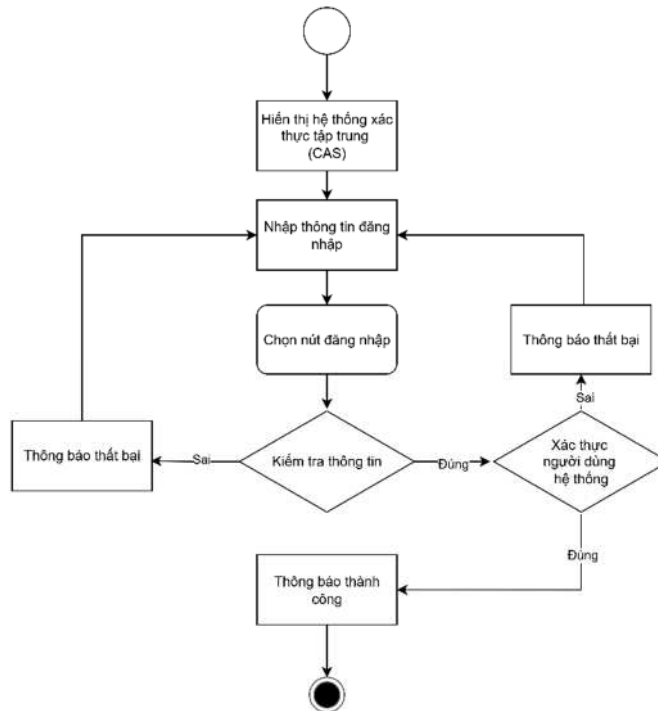 Hiển thị hệ thống xác
thực tập trung
(CAS)
Nhập thông tin đăng
nhập
Chọn nút đăng nhập
Thông báo thất bại
Sai
Thông báo thất bại
Sai
Kiểm tra thông tin
Đúng
Xác thực
người dùng
hệ thống
Đúng
Thông báo thành
công